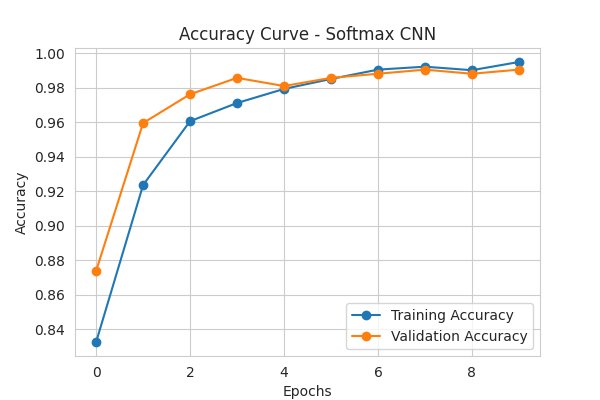 Accuracy Curve - Softmax CNN
1.00
0.98
0.96
0.94
0.92
0.90
0.88
0.86
0.84
Accuracy
Training Accuracy
Validation Accuracy
0 2 4 6 8
Epochs